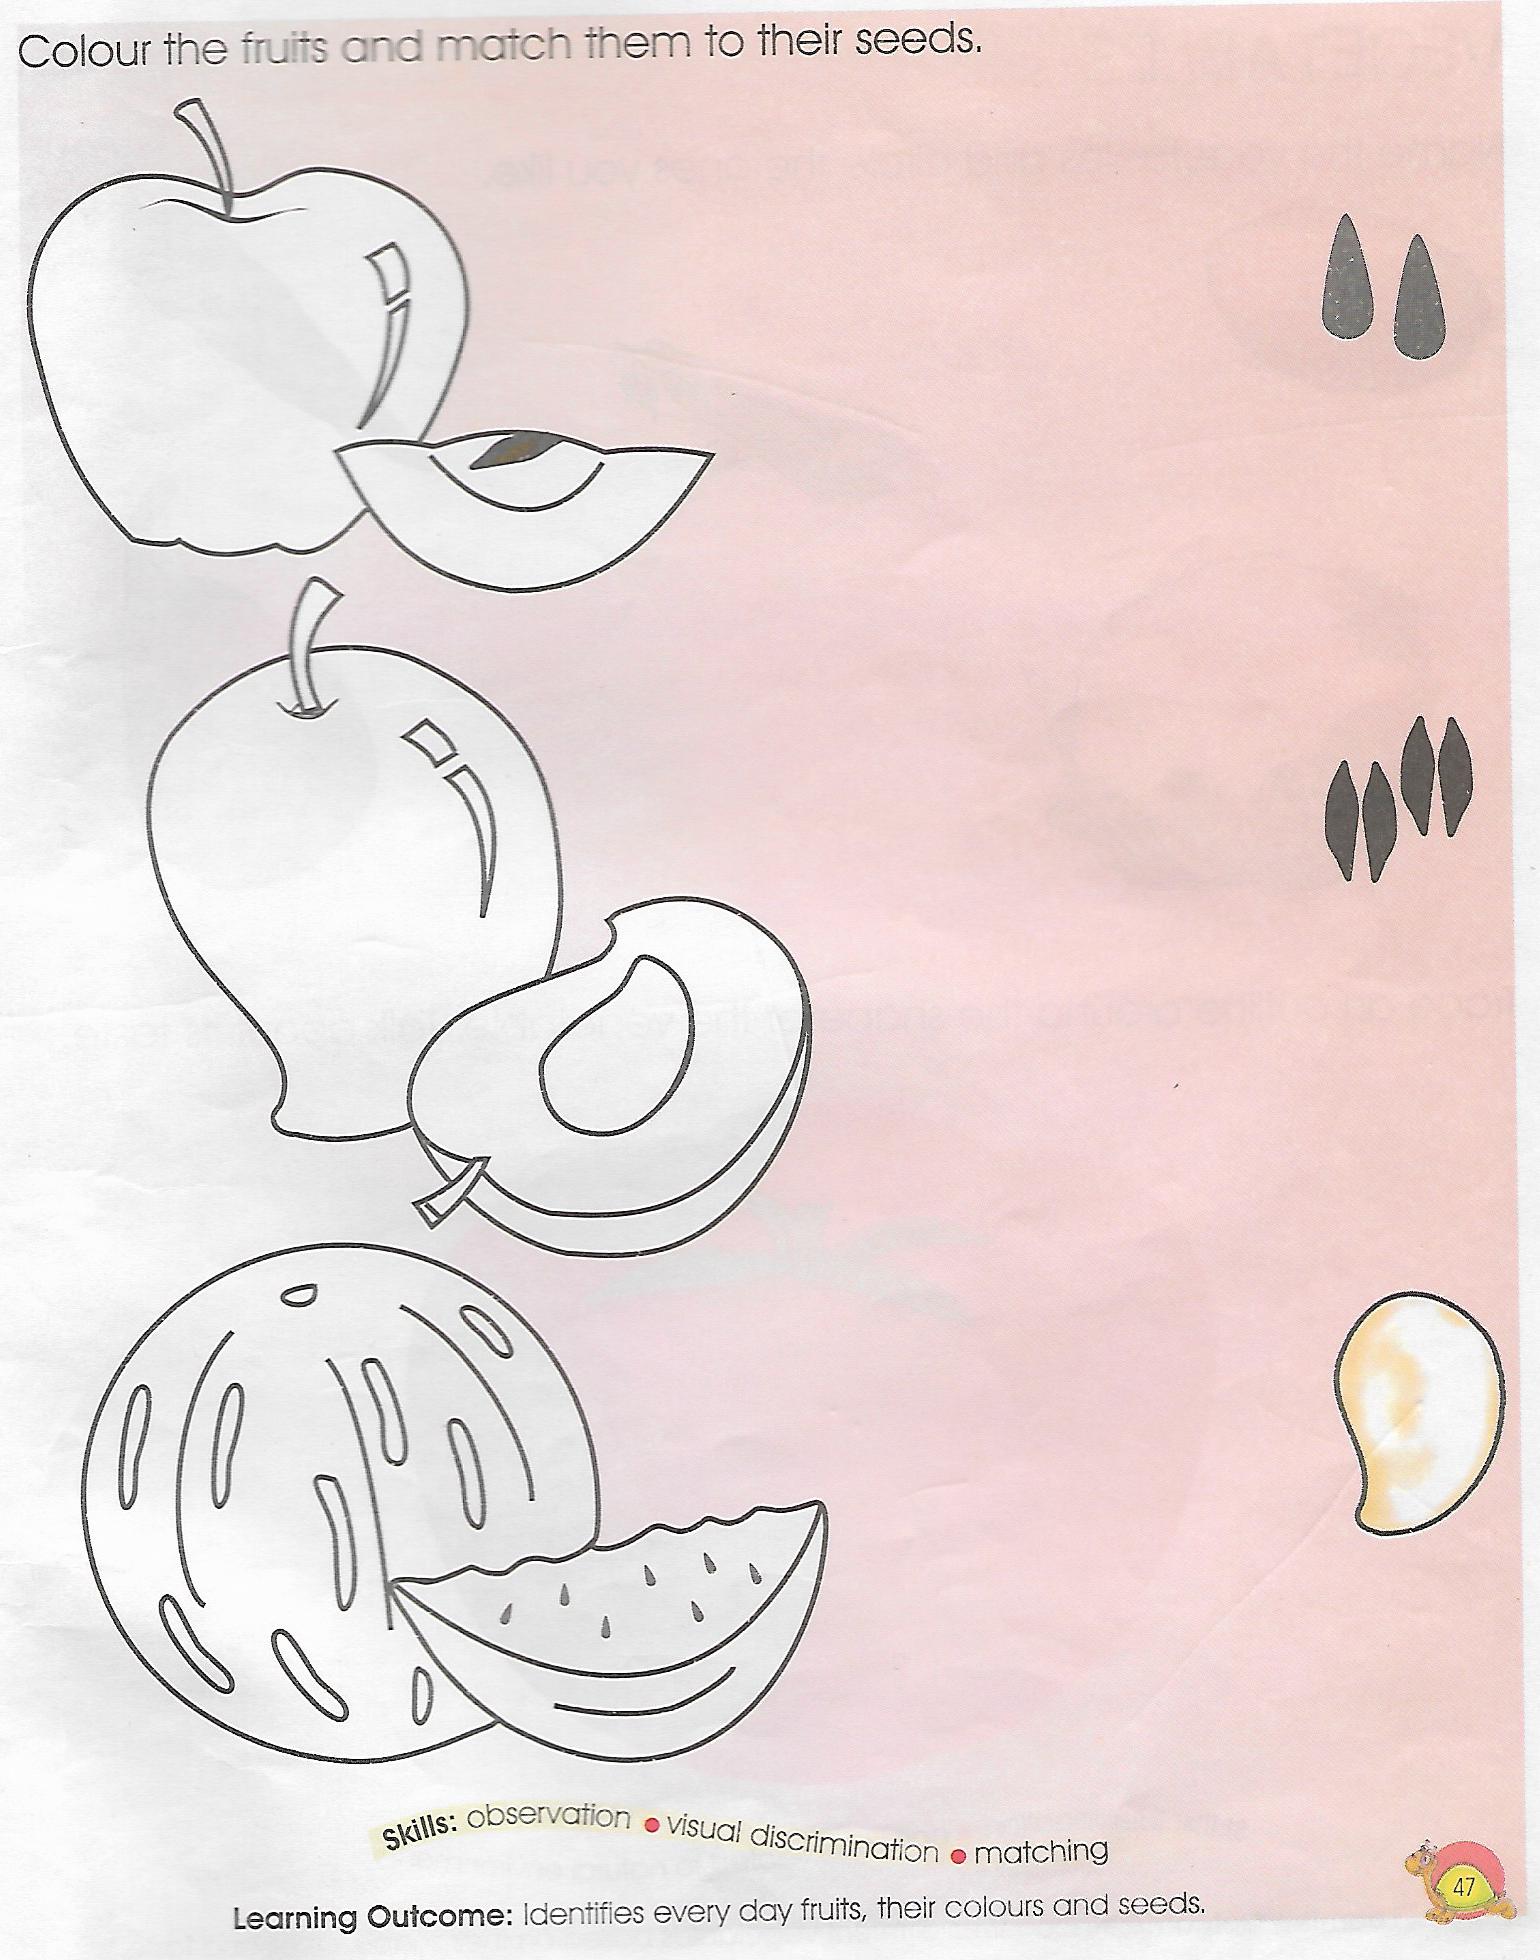 Colour the fruits and match them to their seeds.
Skills: observation • visual discrimination • matching
Learning Outcome: Identifies every day fruits, their colours and seeds.
47